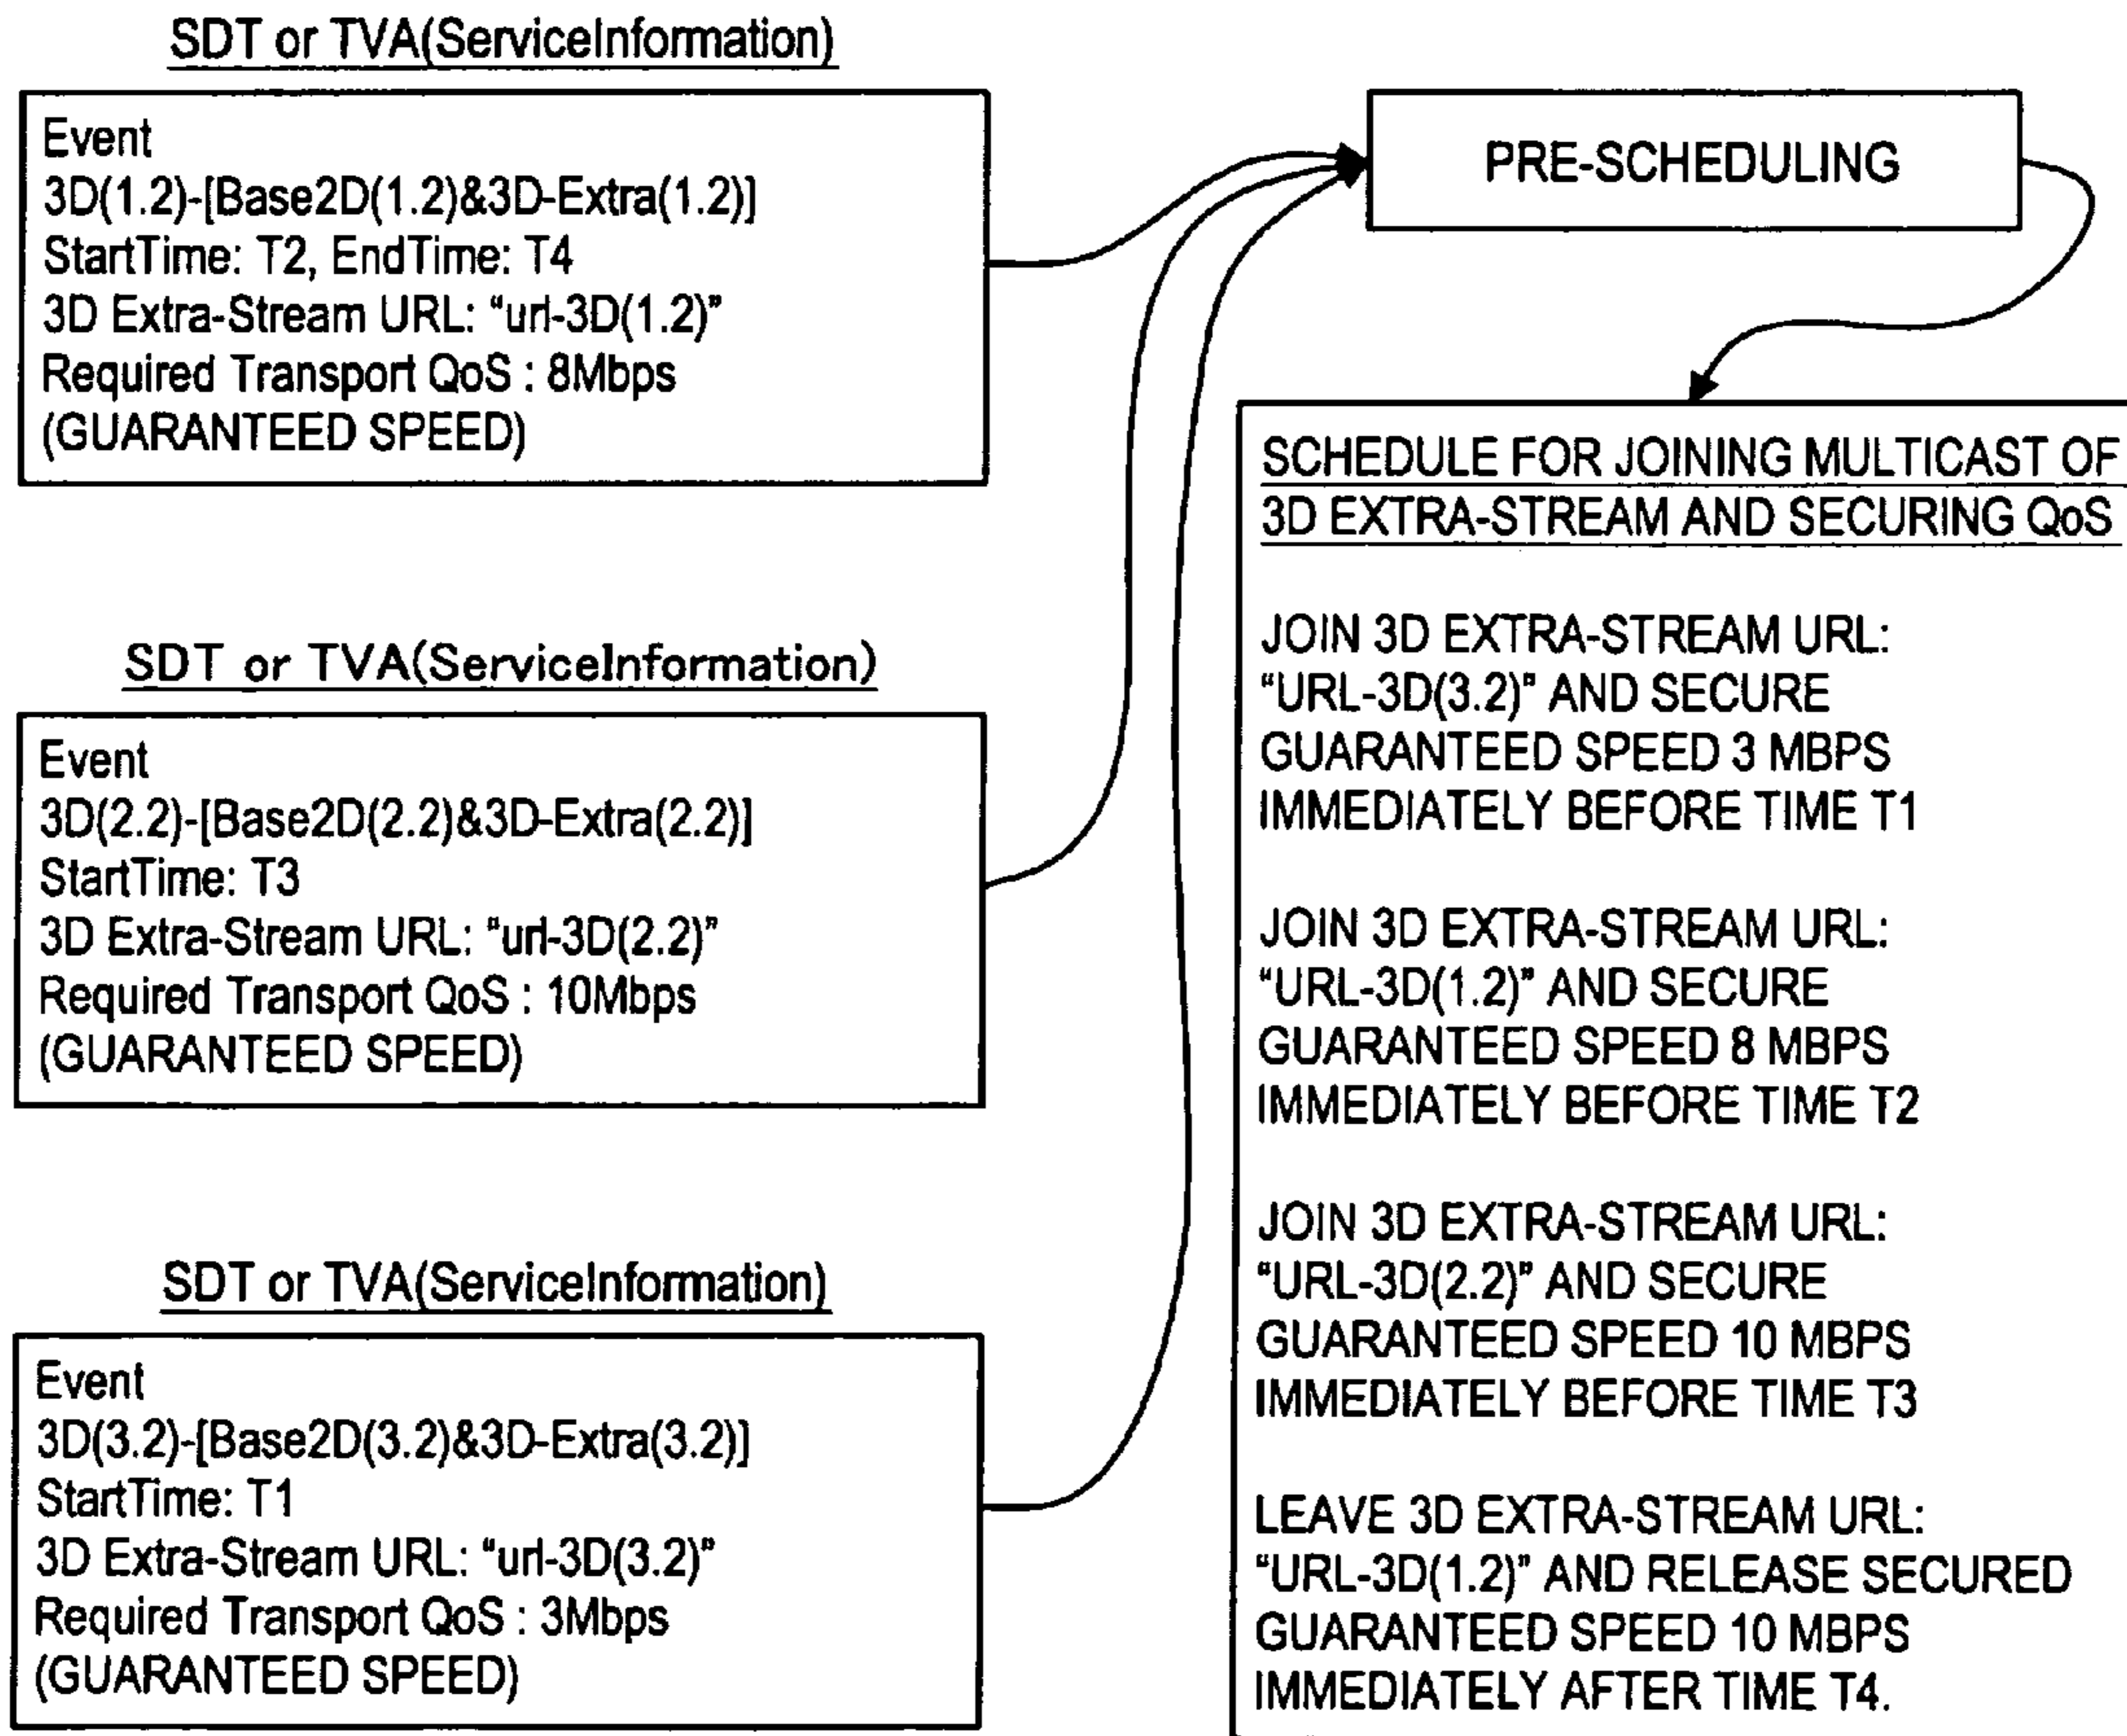 SDT or TVA(ServiceInformation)
Event
3D(1.2)-[Base2D(1.2)&3D-Extra(1.2)]
StartTime: T2, EndTime: T4
3D Extra-Stream URL: “url-3D(1.2)”
Required Transport QoS : 8Mbps
(GUARANTEED SPEED)
SDT or TVA(ServiceInformation)
Event
3D(2.2)-[Base2D(2.2)&3D-Extra(2.2)]
StartTime: T3
3D Extra-Stream URL: “url-3D(2.2)”
Required Transport QoS : 10Mbps
(GUARANTEED SPEED)
SDT or TVA(ServiceInformation)
Event
3D(3.2)-[Base2D(3.2)&3D-Extra(3.2)]
StartTime: T1
3D Extra-Stream URL: “url-3D(3.2)”
Required Transport QoS : 3Mbps
(GUARANTEED SPEED)
PRE-SCHEDULING
SCHEDULE FOR JOINING MULTICAST OF
3D EXTRA-STREAM AND SECURING QoS
JOIN 3D EXTRA-STREAM URL:
“URL-3D(3.2)” AND SECURE
GUARANTEED SPEED 3 MBPS
IMMEDIATELY BEFORE TIME T1
JOIN 3D EXTRA-STREAM URL:
“URL-3D(1.2)” AND SECURE
GUARANTEED SPEED 8 MBPS
IMMEDIATELY BEFORE TIME T2
JOIN 3D EXTRA-STREAM URL:
“URL-3D(2.2)” AND SECURE
GUARANTEED SPEED 10 MBPS
IMMEDIATELY BEFORE TIME T3
LEAVE 3D EXTRA-STREAM URL:
“URL-3D(1.2)” AND RELEASE SECURED
GUARANTEED SPEED 10 MBPS
IMMEDIATELY AFTER TIME T4.